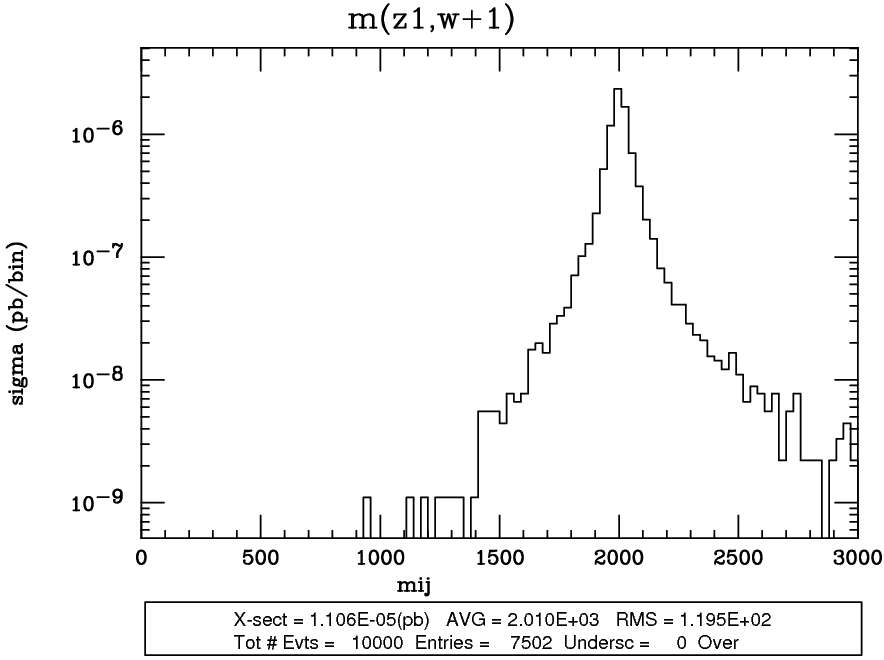 m(z1,w+1)
10−6
10−7
10−8
10−9
sigma (pb/bin)
0 500 1000 1500 2000 2500 3000
mij
X-sect = 1.106E-05(pb) AVG = 2.010E+03 RMS = 1.195E+02
Tot # Evts = 10000 Entries = 7502 Undersc = 0 Over